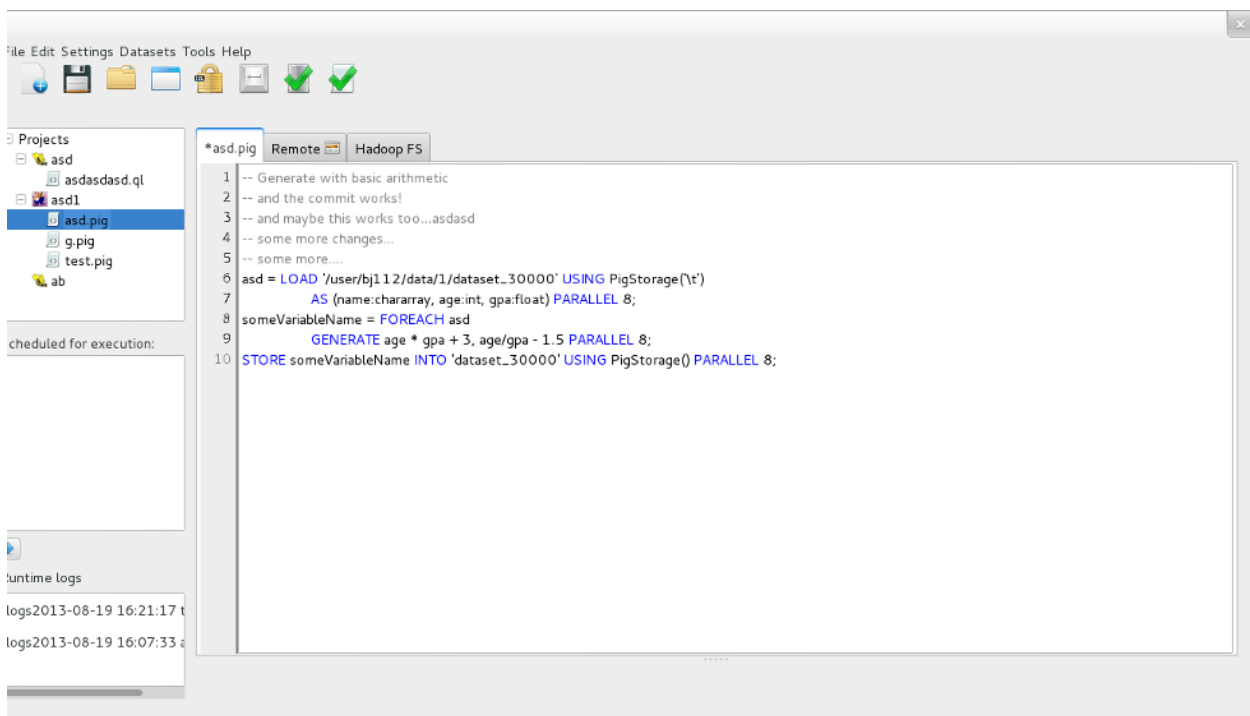 File Edit Settings Datasets Tools Help
Projects
asd
asdasdasd.ql
asd1
asd.pig
g.pig
test.pig
ab
cheduled for execution:
untime logs
logs2013-08-19 16:21:17 t
logs2013-08-19 16:07:33 a
*asd.pig Remote Hadoop FS
1 -- Generate with basic arithmetic
2 -- and the commit works!
3 -- and maybe this works too...asdasd
4 -- some more changes...
5 -- some more....
6 asd = LOAD '/user/bj112/data/1/dataset_30000' USING PigStorage('\t')
7 AS (name:chararray, age:int, gpa:float) PARALLEL 8;
8 someVariableName = FOREACH asd
9 GENERATE age * gpa + 3, age/gpa - 1.5 PARALLEL 8;
10 STORE someVariableName INTO 'dataset_30000' USING PigStorage() PARALLEL 8;